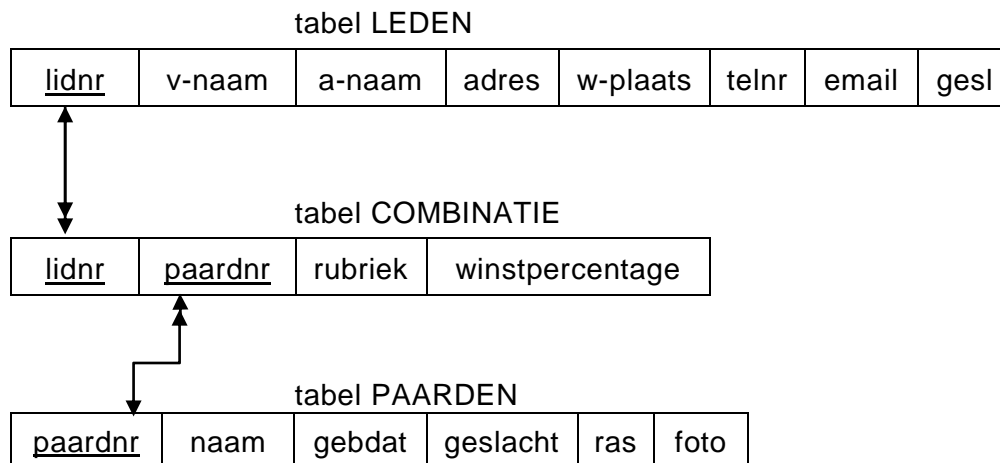 tabel LEDEN
lidnr v-naam a-naam adres w-plaats telnr email gesl
tabel COMBINATIE
lidnr paardnr rubriek winstpercentage
tabel PAARDEN
paardnr naam gebdat geslacht ras foto